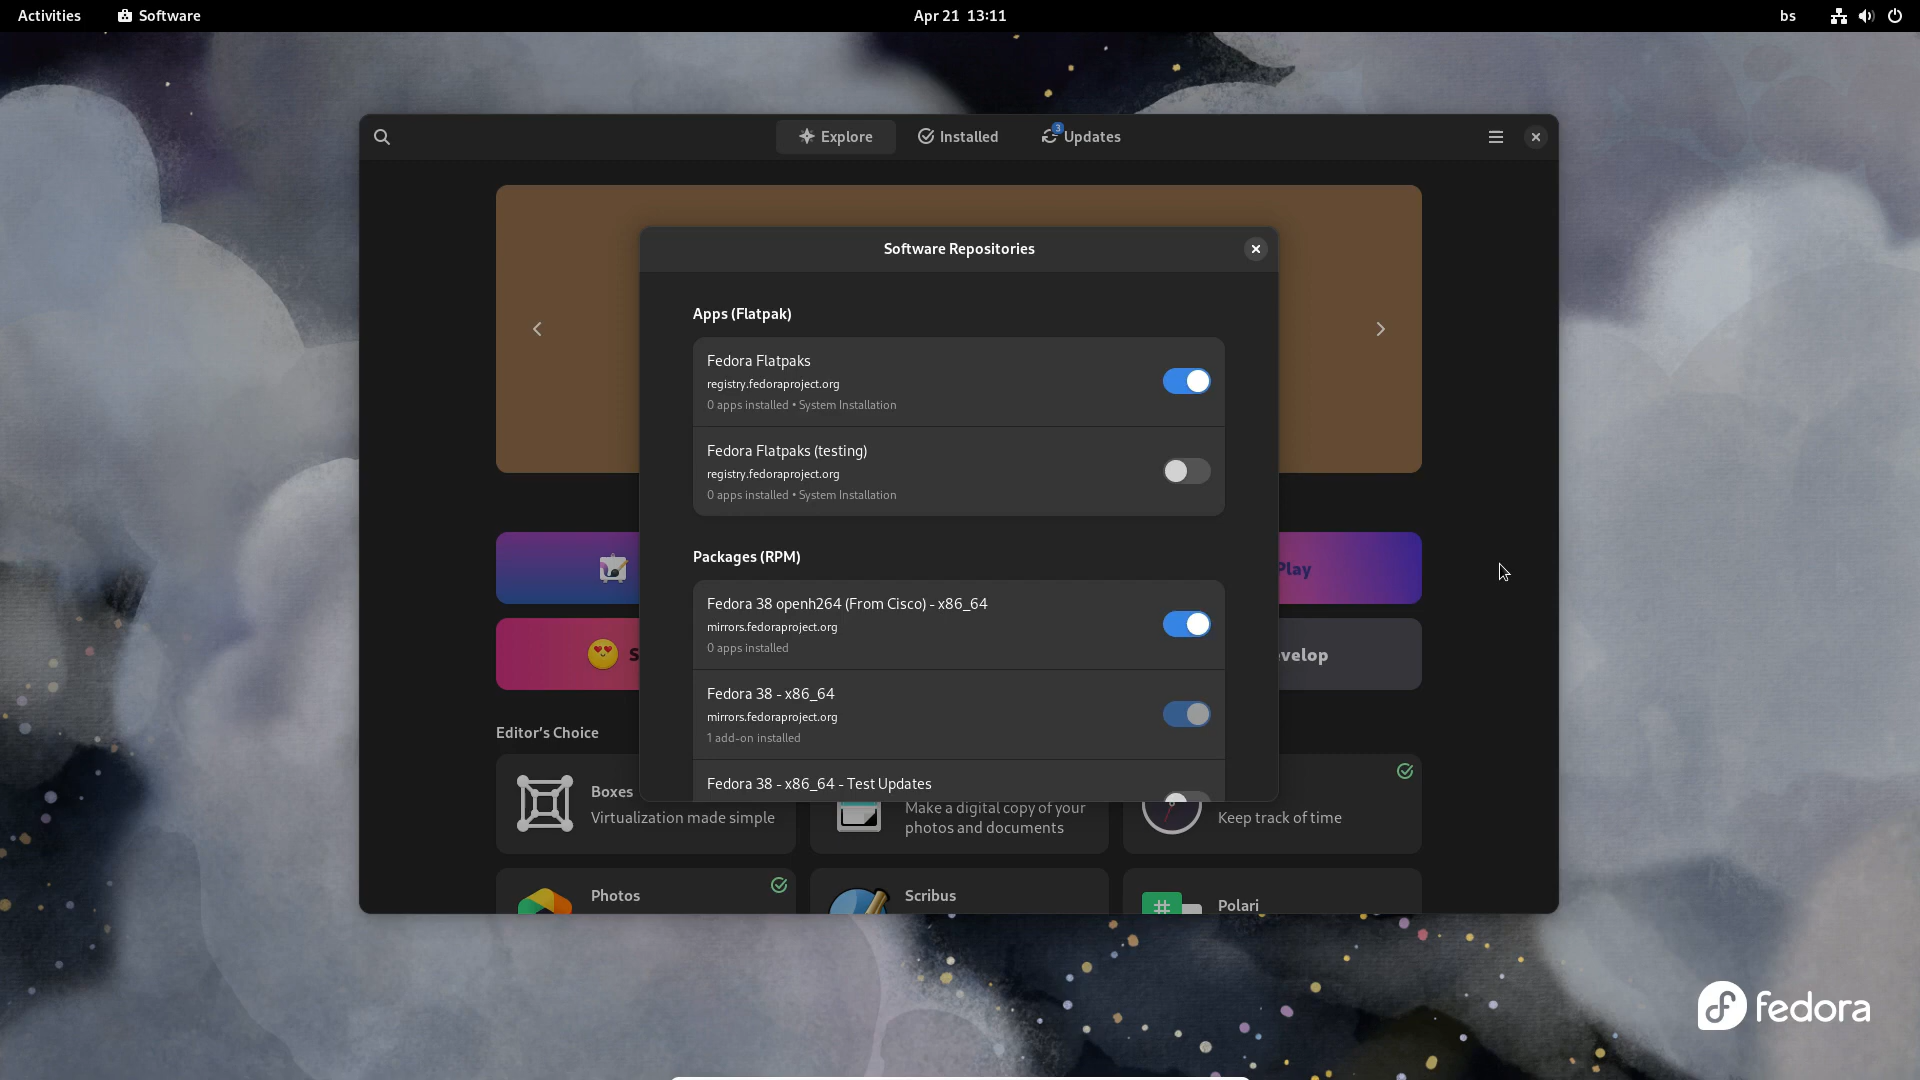 Activities
Software
Apr 21 13:11
bs
Explore
Installed
3
Updates
Software Repositories
Apps (Flatpak)
Fedora Flatpaks
registry.fedoraproject.org
0 apps installed • System Installation
Fedora Flatpaks (testing)
registry.fedoraproject.org
0 apps installed • System Installation
Packages (RPM)
Fedora 38 openh264 (From Cisco) - x86_64
mirrors.fedoraproject.org
0 apps installed
Fedora 38 - x86_64
mirrors.fedoraproject.org
1 add-on installed
Fedora 38 - x86_64 - Test Updates
Play
S
velop
Editor’s Choice
Boxes
Virtualization made simple
Make a digital copy of your
photos and documents
Keep track of time
Photos
Scribus
Polari
fedora